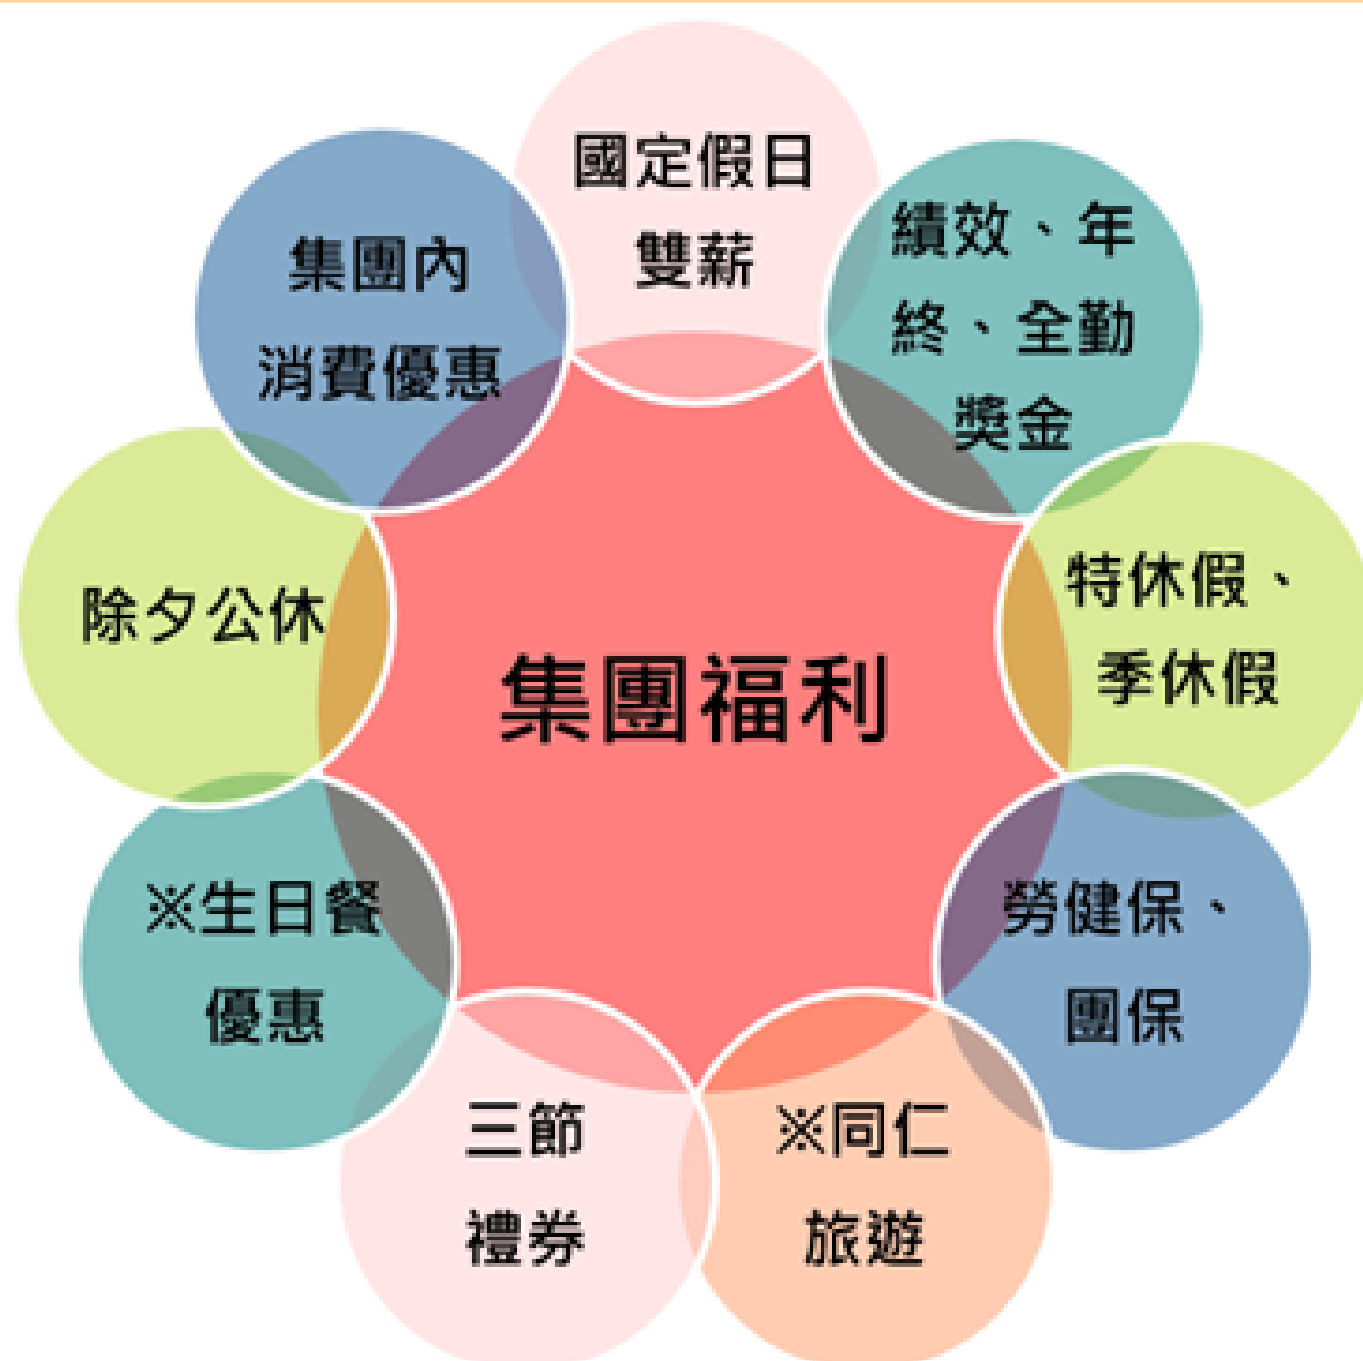 國定假日
雙薪
績效、年
終、全勤
獎金
特休假、
季休假
勞健保、
團保
※同仁
旅遊
三節
禮券
※生日餐
優惠
除夕公休
集團內
消費優惠
集團福利